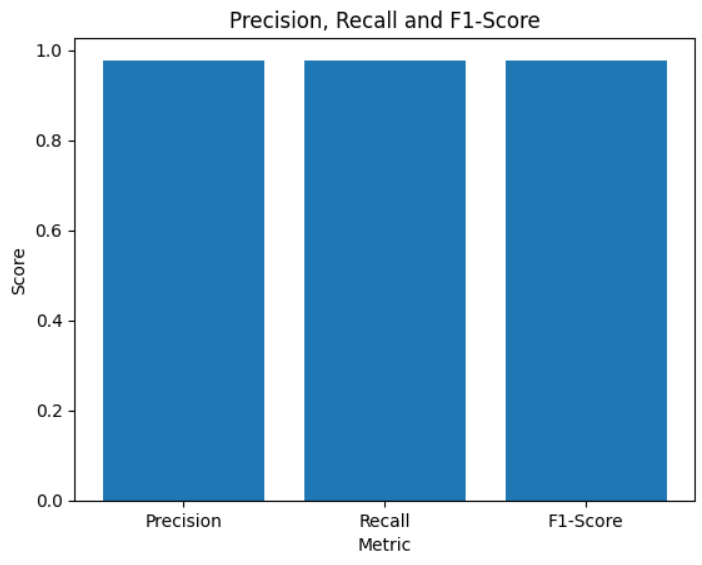 Precision, Recall and F1-Score
1.0
0.8
0.6
0.4
0.2
0.0
Score
Precision Recall F1-Score
Metric